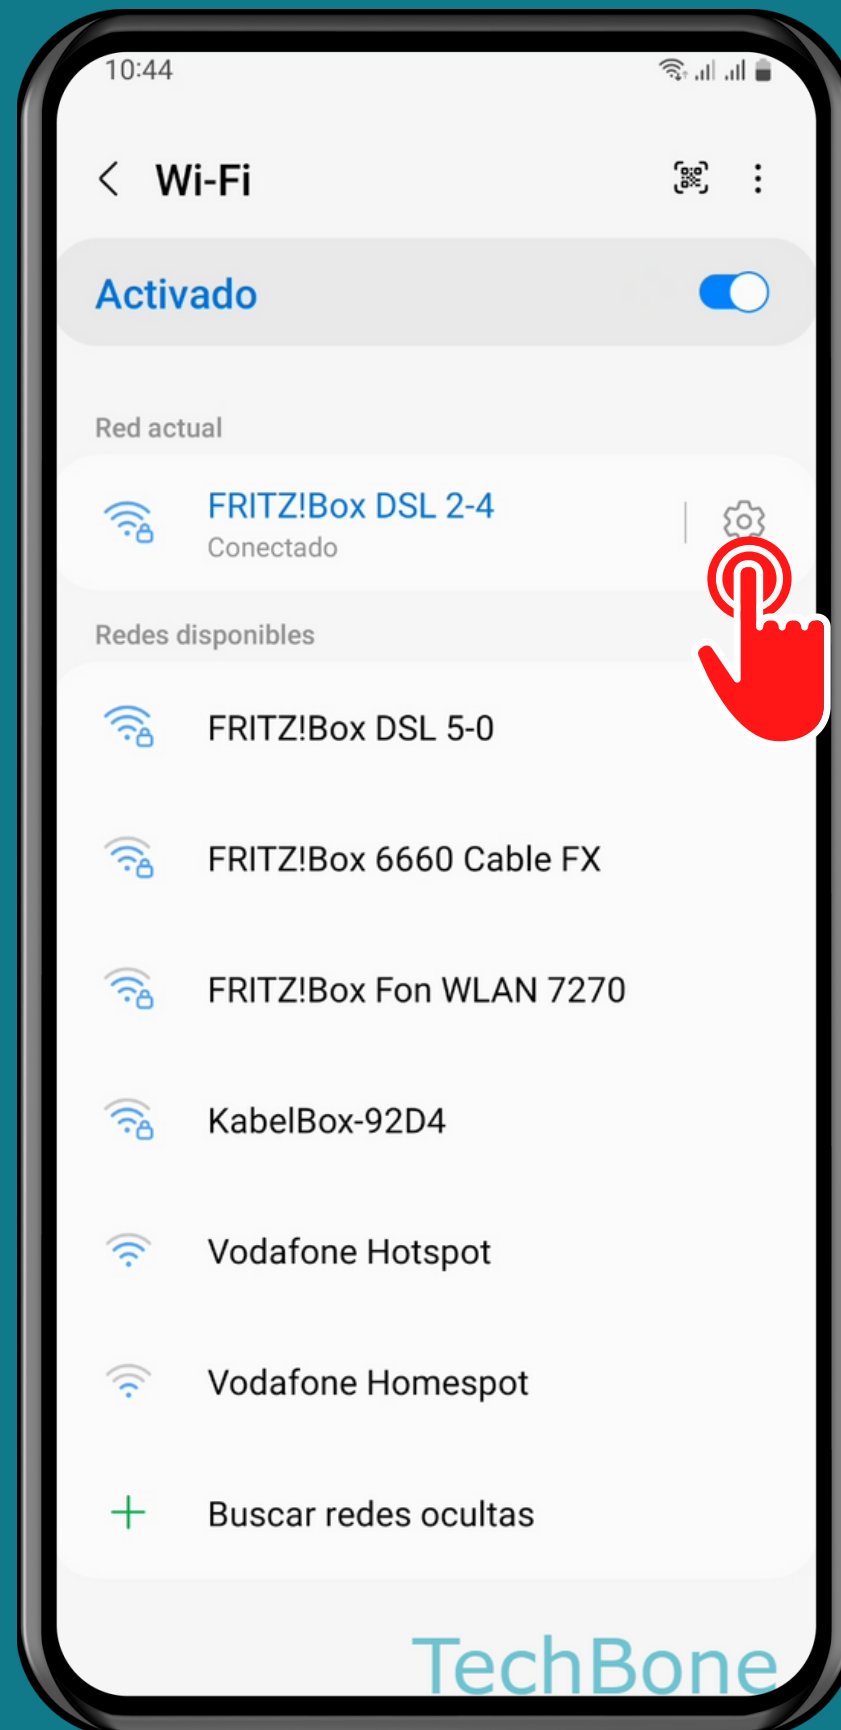 10:44
Wi-Fi
Activado
Red actual
FRITZ!Box DSL 2-4
Conectado
Redes disponibles
FRITZ!Box DSL 5-0
FRITZ!Box 6660 Cable FX
FRITZ!Box Fon WLAN 7270
KabelBox-92D4
Vodafone Hotspot
Vodafone Homespot
Buscar redes ocultas
TechBone